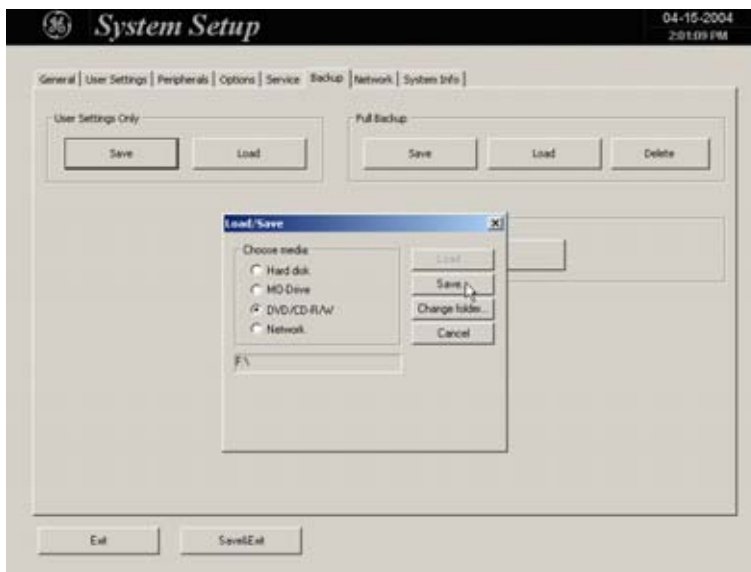 System Setup
04-15-2004
2:01:09 PM
General User Settings Peripherals Options Service Backup Network System Info
User Settings Only
Save Load
Full Backup
Save Load Delete
Load/Save
Choose media
Hard disk
MO-Drive
DVD/CD-R/W
Network
F:\
Load...
Save...
Change folder...
Cancel
Exit Save&Exit